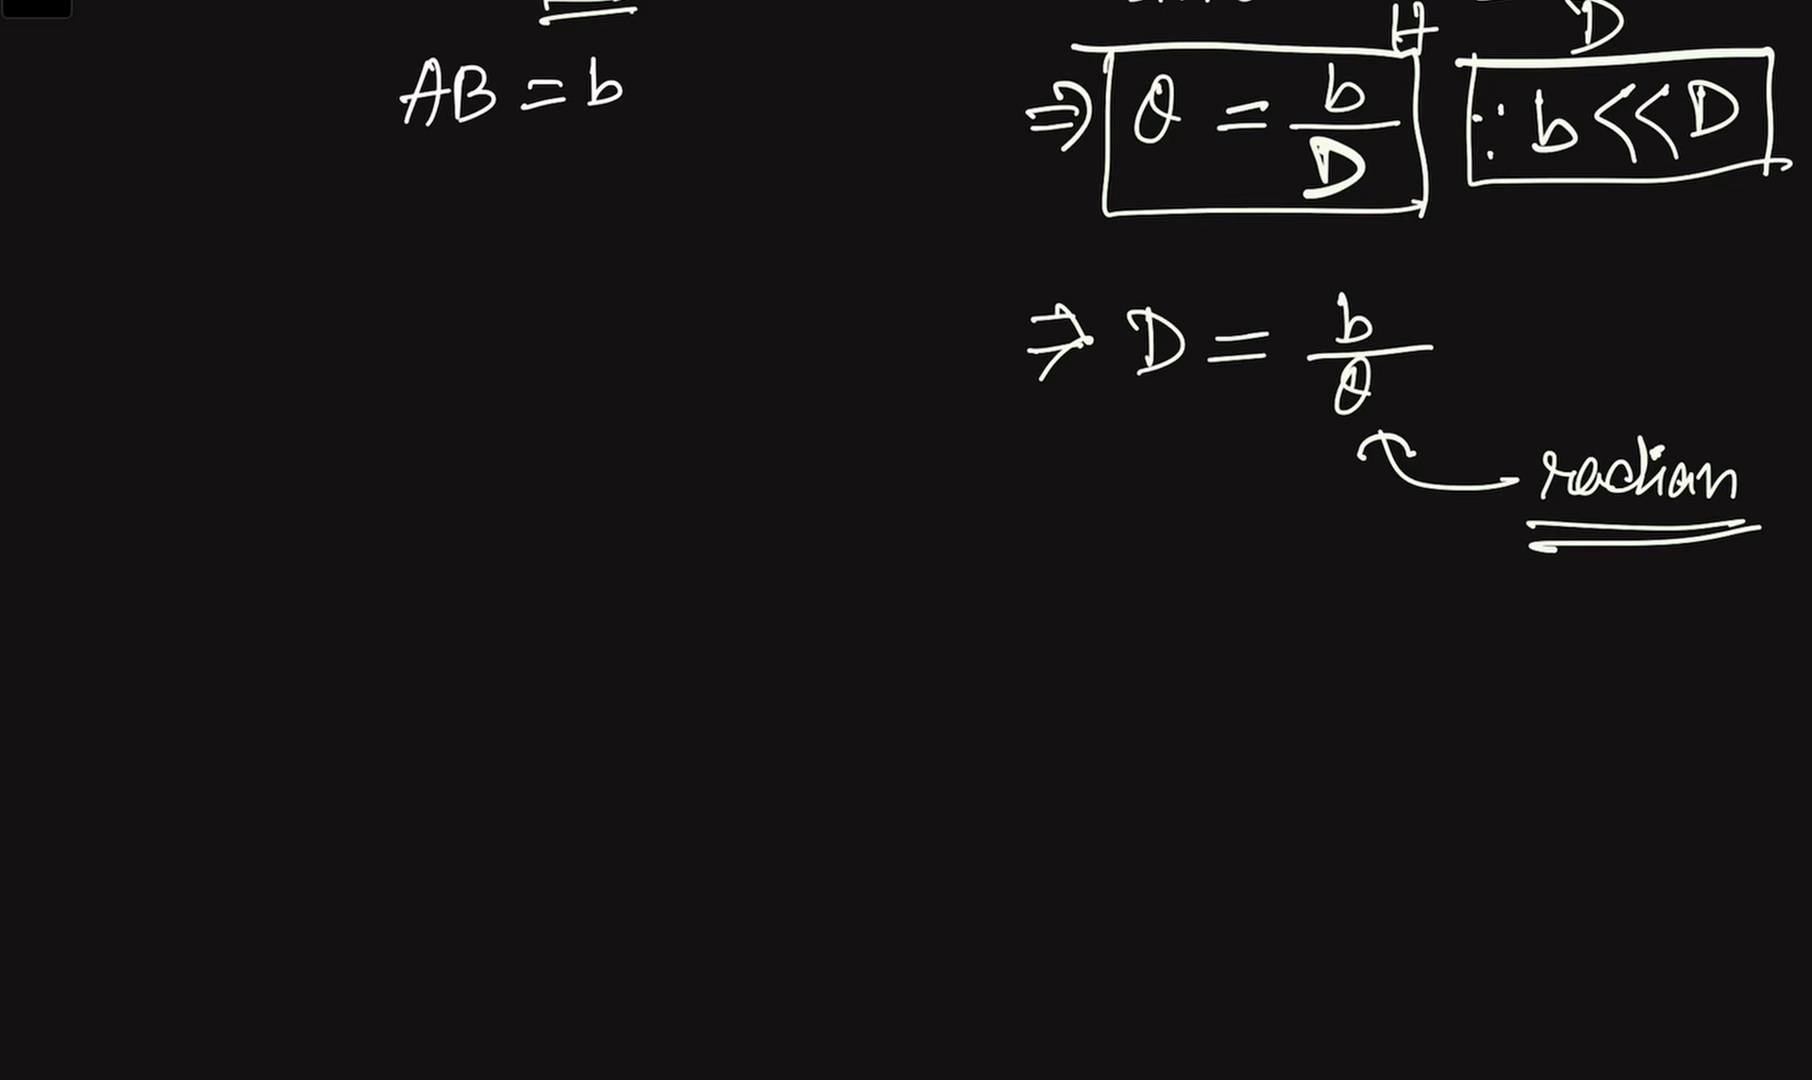 D
AB = b
⇒ θ = b/D ∵ b << D
⇒ D = b/θ
radian